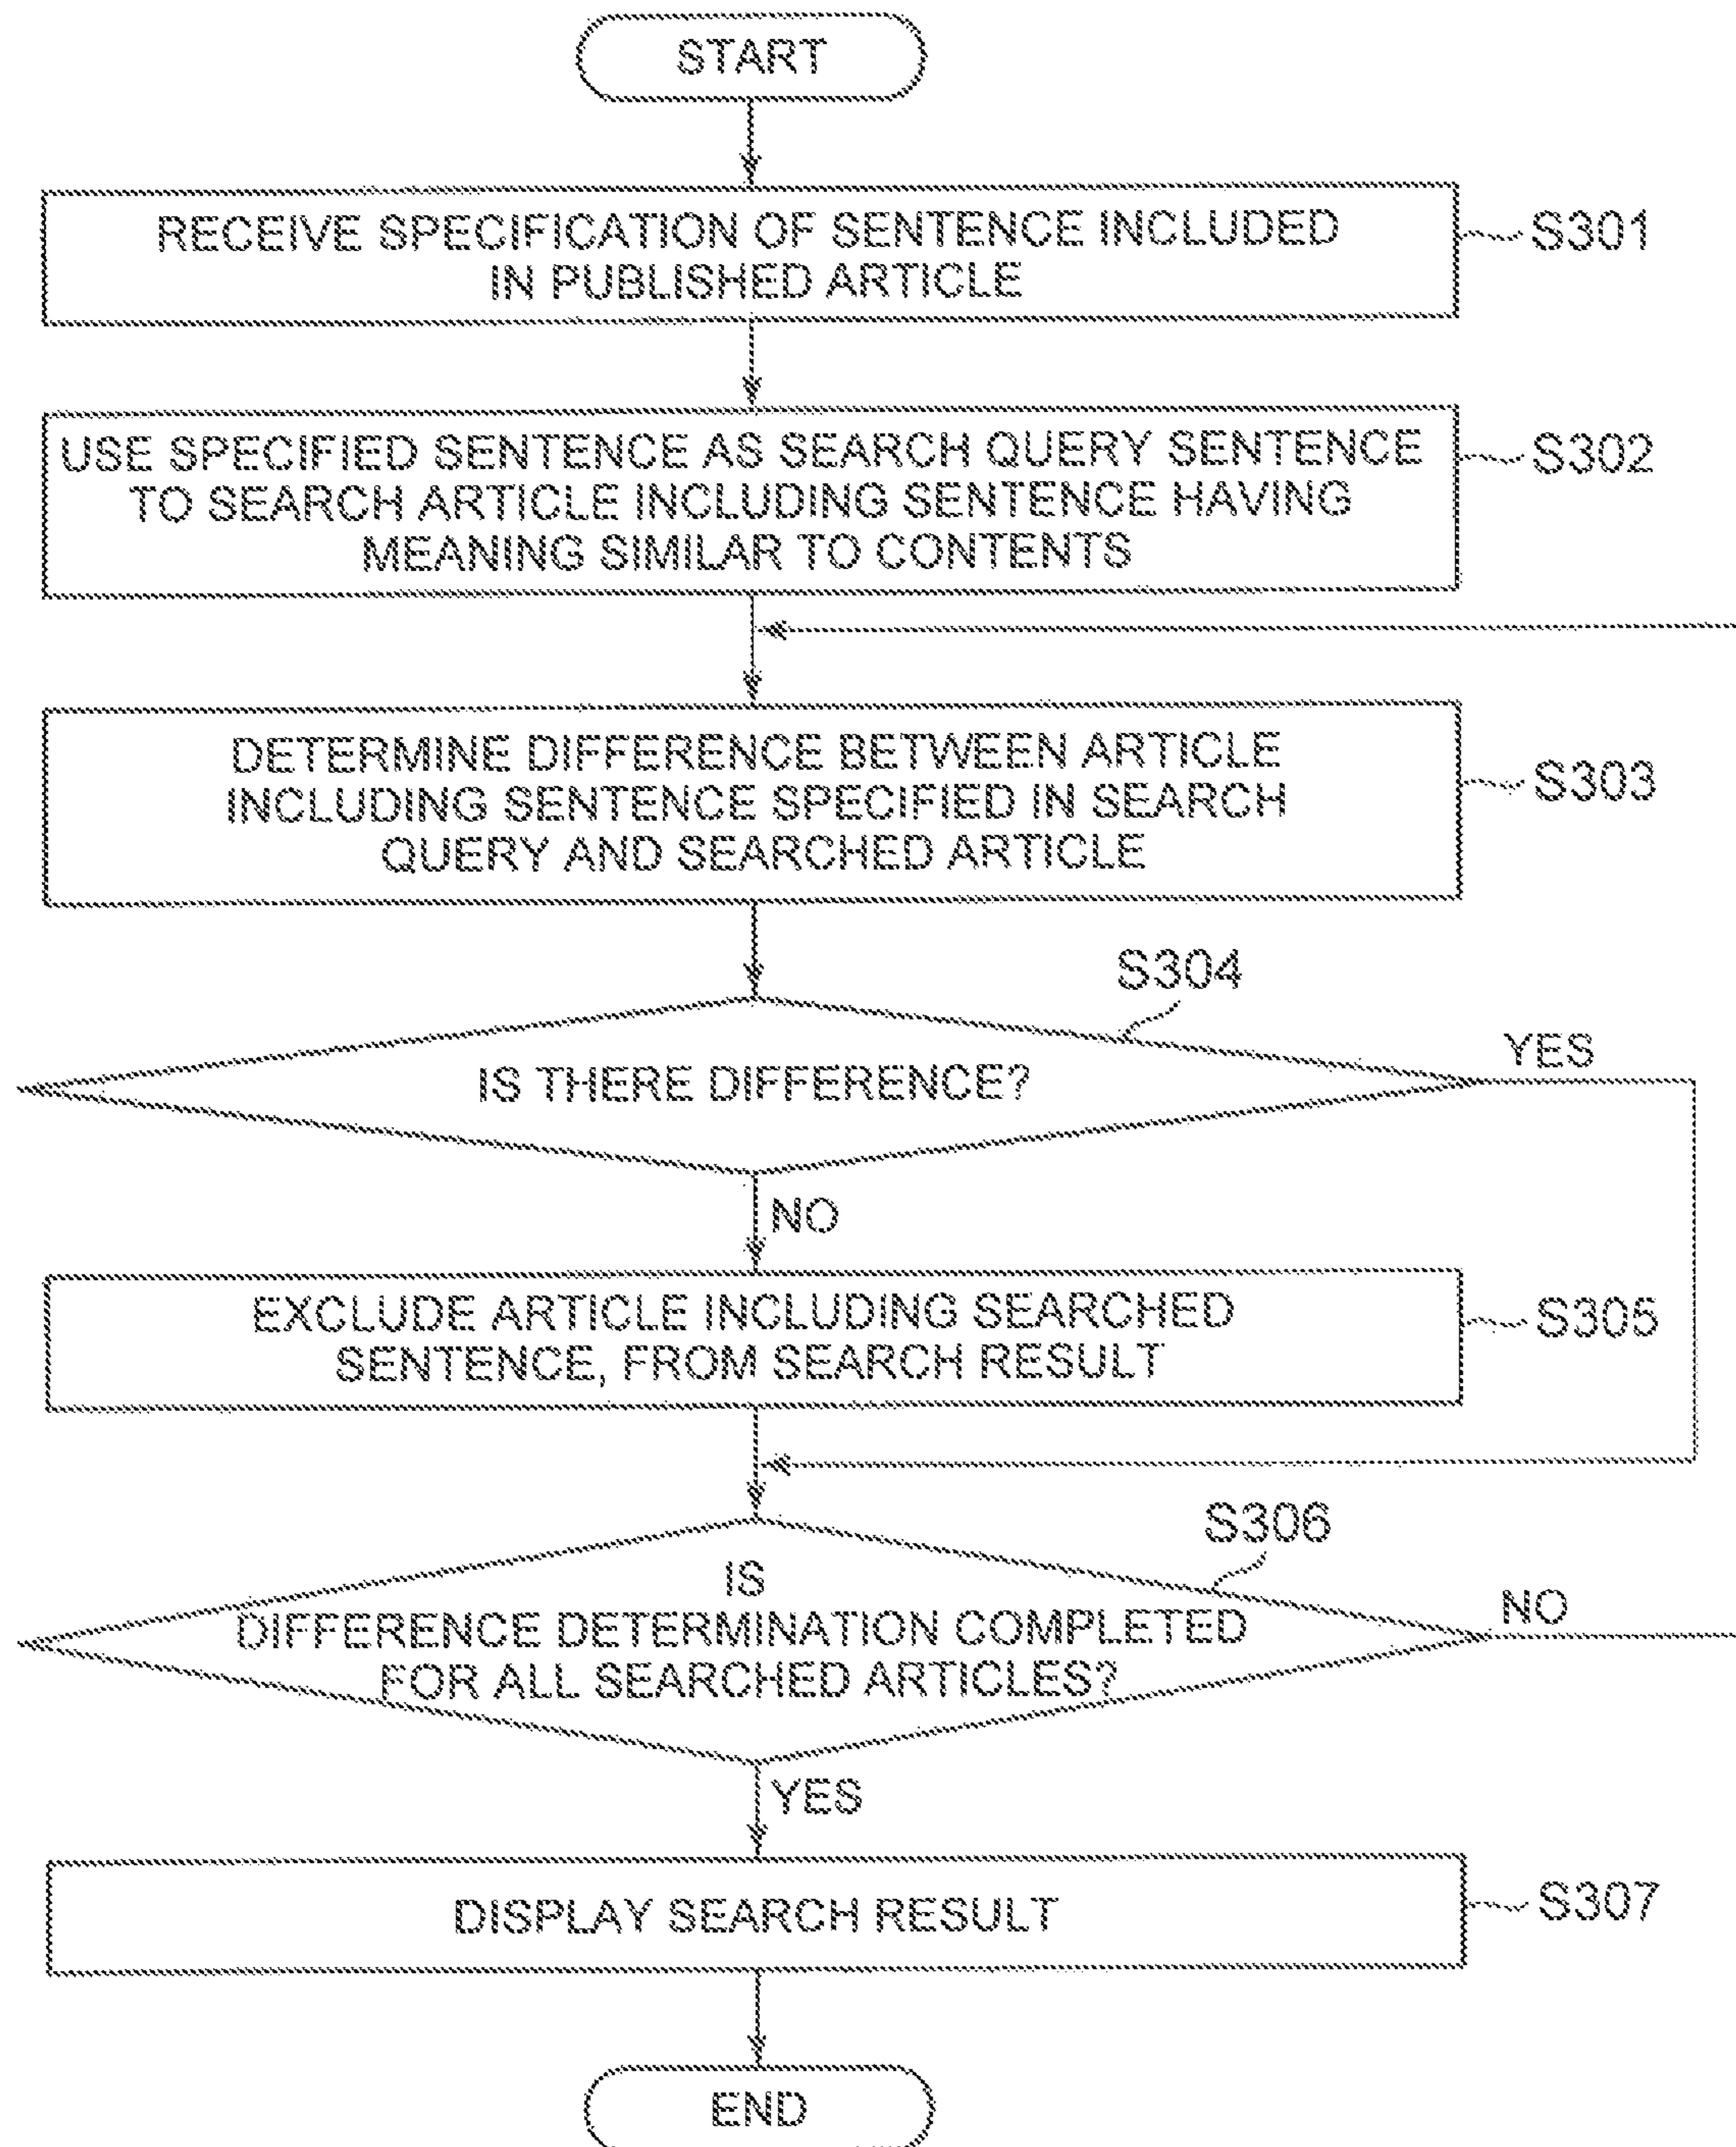 START
RECEIVE SPECIFICATION OF SENTENCE INCLUDED
IN PUBLISHED ARTICLE
S301
USE SPECIFIED SENTENCE AS SEARCH QUERY SENTENCE
TO SEARCH ARTICLE INCLUDING SENTENCE HAVING
MEANING SIMILAR TO CONTENTS
S302
DETERMINE DIFFERENCE BETWEEN ARTICLE
INCLUDING SENTENCE SPECIFIED IN SEARCH
QUERY AND SEARCHED ARTICLE
S303
S304
IS THERE DIFFERENCE?
YES
NO
EXCLUDE ARTICLE INCLUDING SEARCHED
SENTENCE, FROM SEARCH RESULT
S305
S306
IS
DIFFERENCE DETERMINATION COMPLETED
FOR ALL SEARCHED ARTICLES?
NO
YES
DISPLAY SEARCH RESULT
S307
END